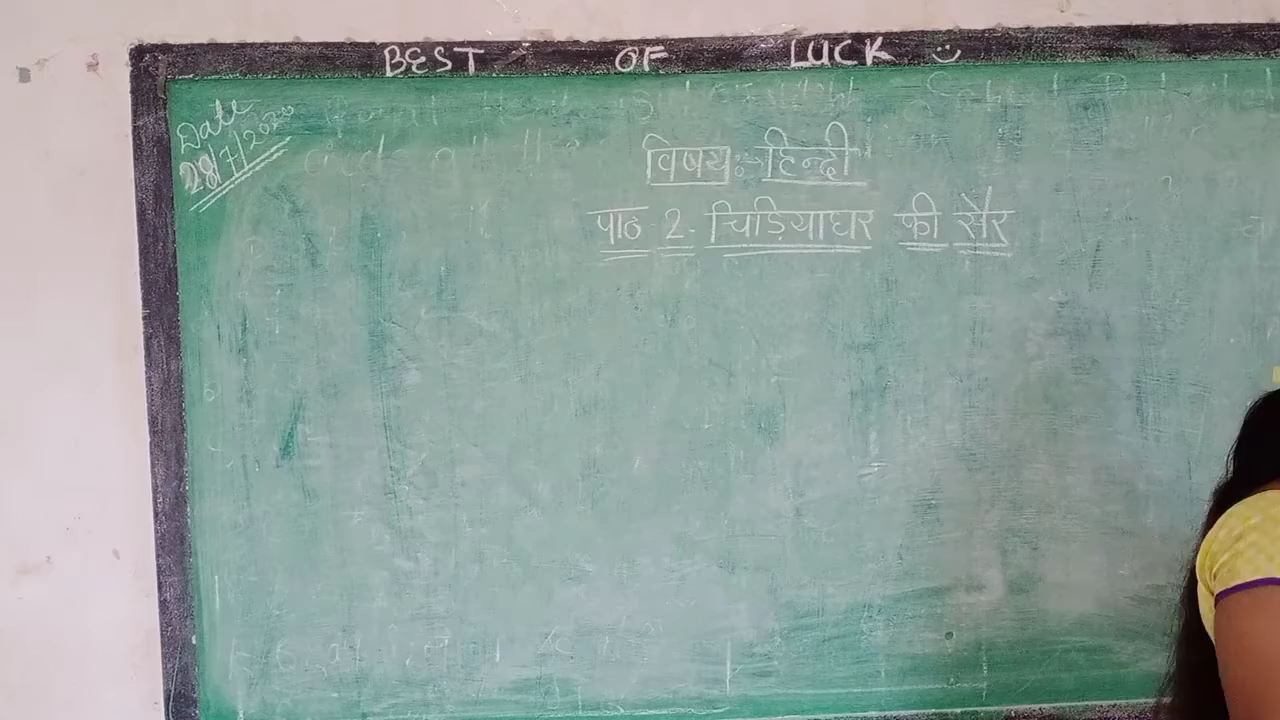 BEST OF LUCK
Date
28/7/2020
विषय :- हिन्दी
पाठ 2. चिड़ियाघर की सैर